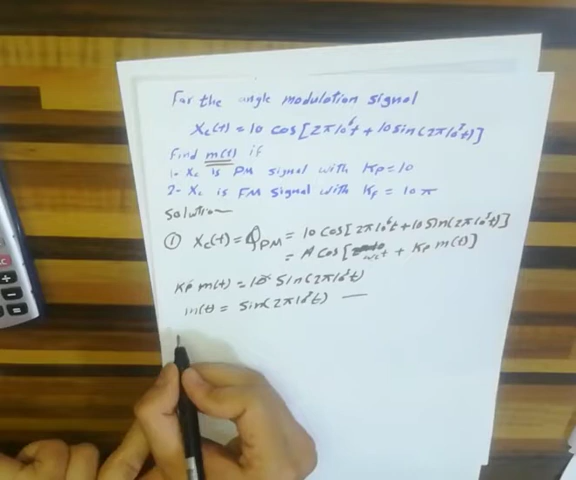 For the angle modulation signal
Xc(t) = 10 cos[2π10⁶t + 10 sin(2π10³t)]
Find m(t) if
1- Xc is PM signal with Kp = 10
2- Xc is FM signal with Kf = 10π
Solution
① Xc(t) = ϕPM = 10 cos[2π10⁶t + 10 sin(2π10³t)]
= A cos[ωct + Kp m(t)]
Kp m(t) = 10 sin(2π10³t)
m(t) = sin(2π10³t)